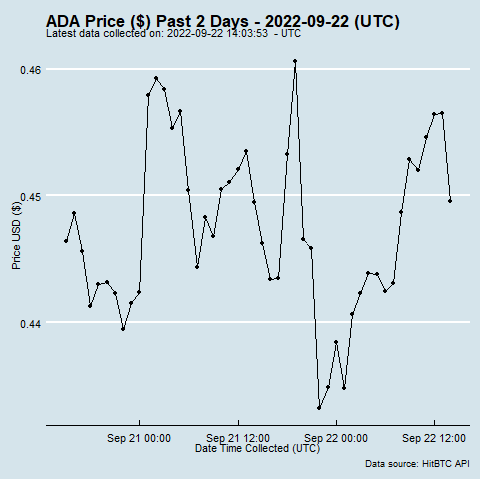 ADA Price ($) Past 2 Days - 2022-09-22 (UTC)
Latest data collected on: 2022-09-22 14:03:53  - UTC
0.46
0.45
0.44
Price USD ($)
Sep 21 00:00
Sep 21 12:00
Sep 22 00:00
Sep 22 12:00
Date Time Collected (UTC)
Data source: HitBTC API